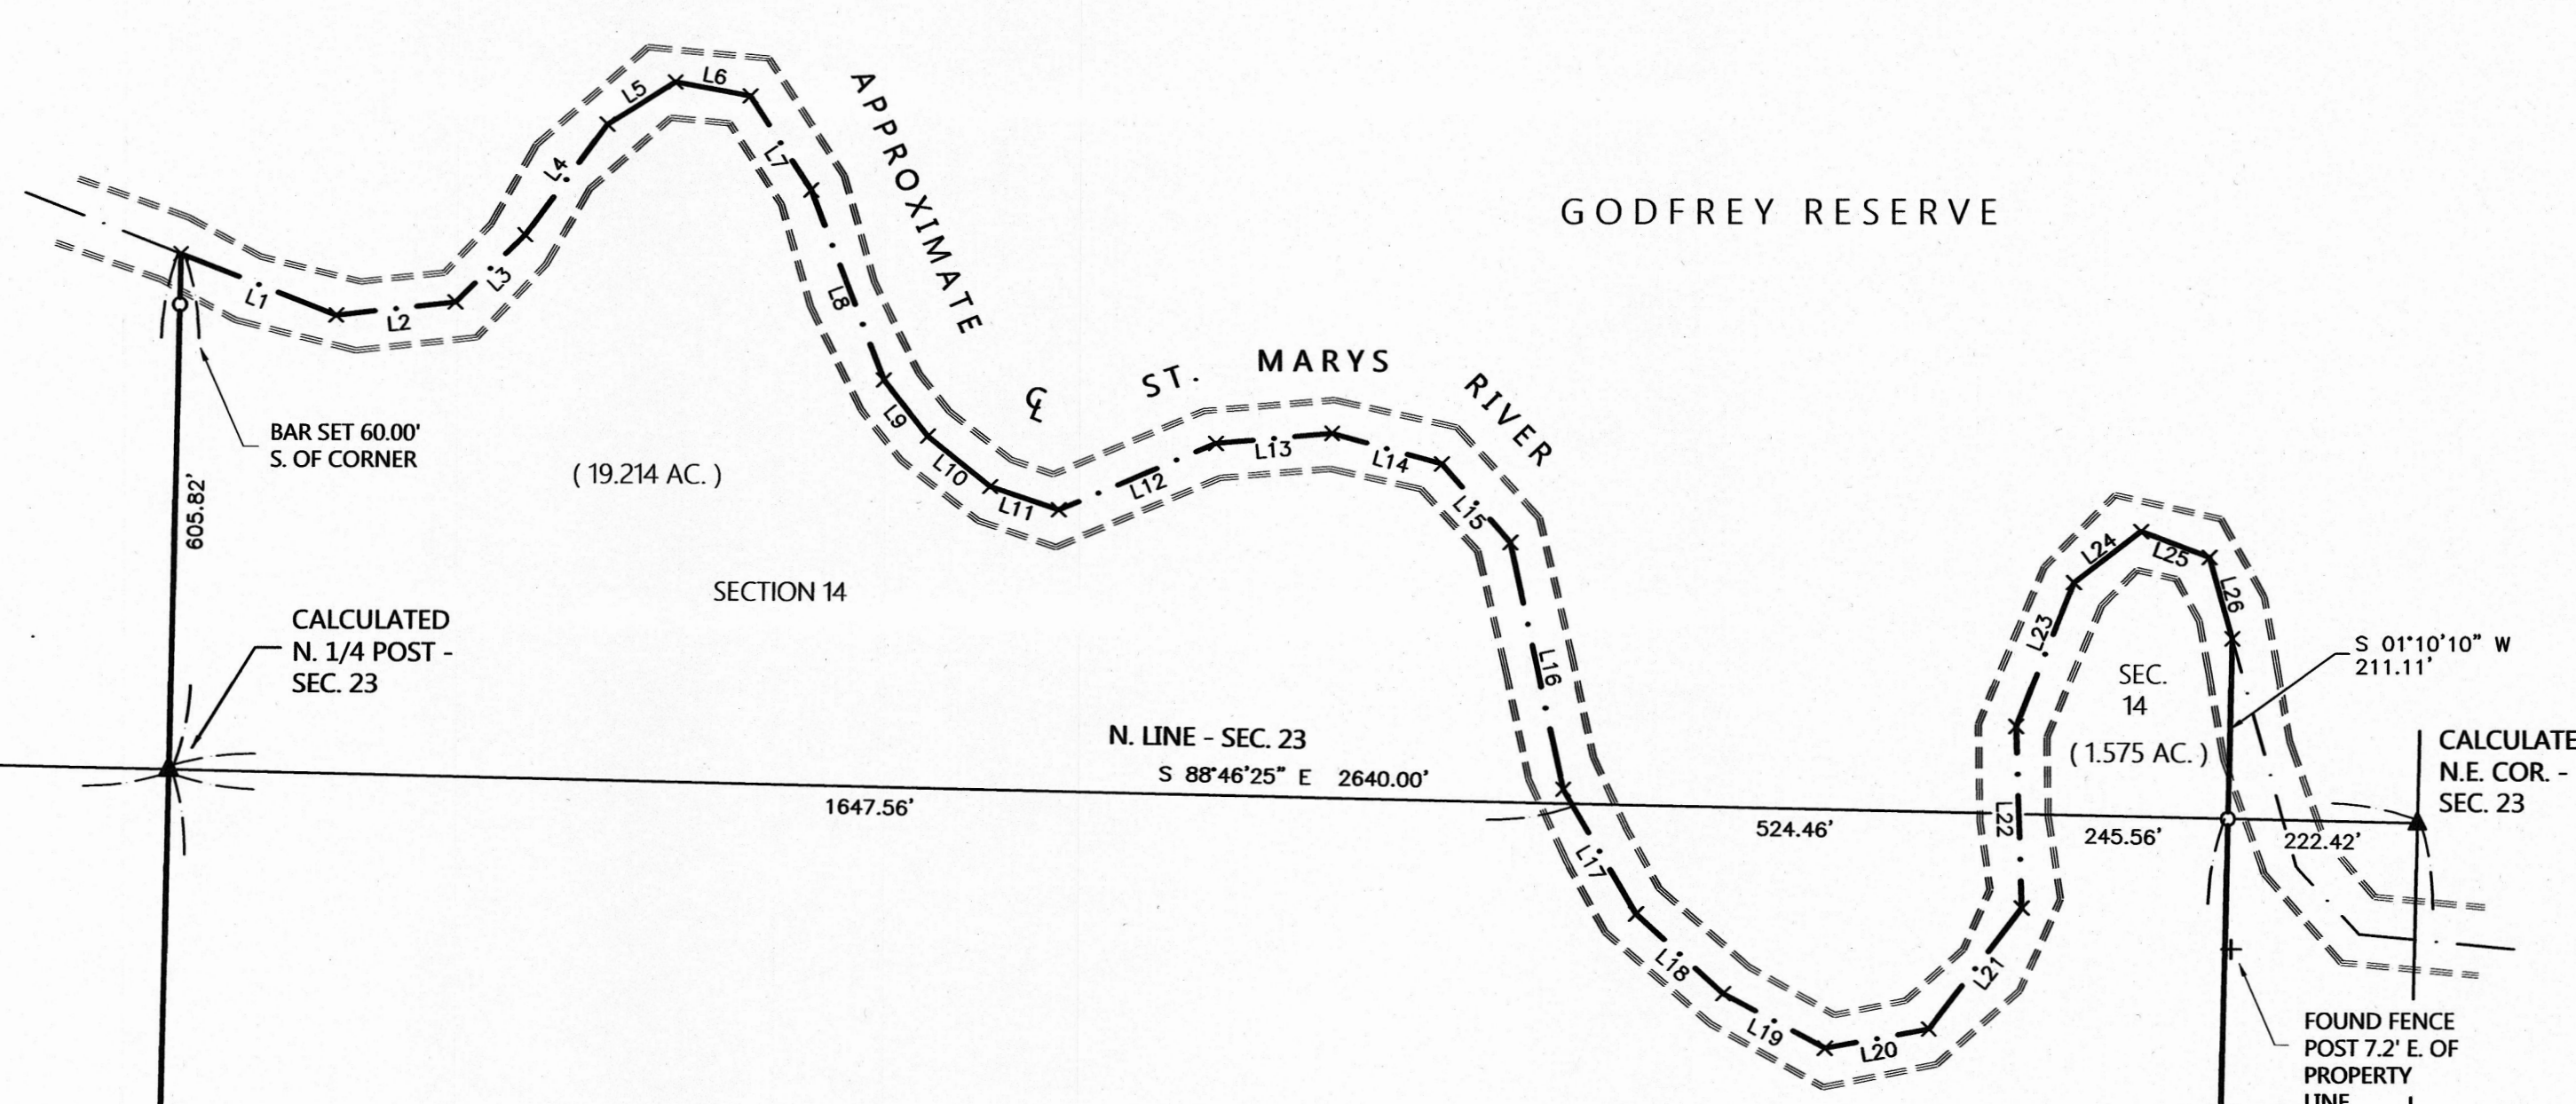 L1
L2
L3
L4
L5
L6
L7
L8
L9
L10
L11
L12
L13
L14
L15
L16
L17
L18
L19
L20
L21
L22
L23
L24
L25
L26
APPROXIMATE
℄
ST. MARYS RIVER
GODFREY RESERVE
BAR SET 60.00'
S. OF CORNER
605.82'
( 19.214 AC. )
SECTION 14
CALCULATED
N. 1/4 POST -
SEC. 23
N. LINE - SEC. 23
S 88°46'25" E 2640.00'
1647.56'
524.46'
245.56'
222.42'
SEC.
14
( 1.575 AC. )
S 01°10'10" W
211.11'
CALCULATE
N.E. COR. -
SEC. 23
FOUND FENCE
POST 7.2' E. OF
PROPERTY
LINE